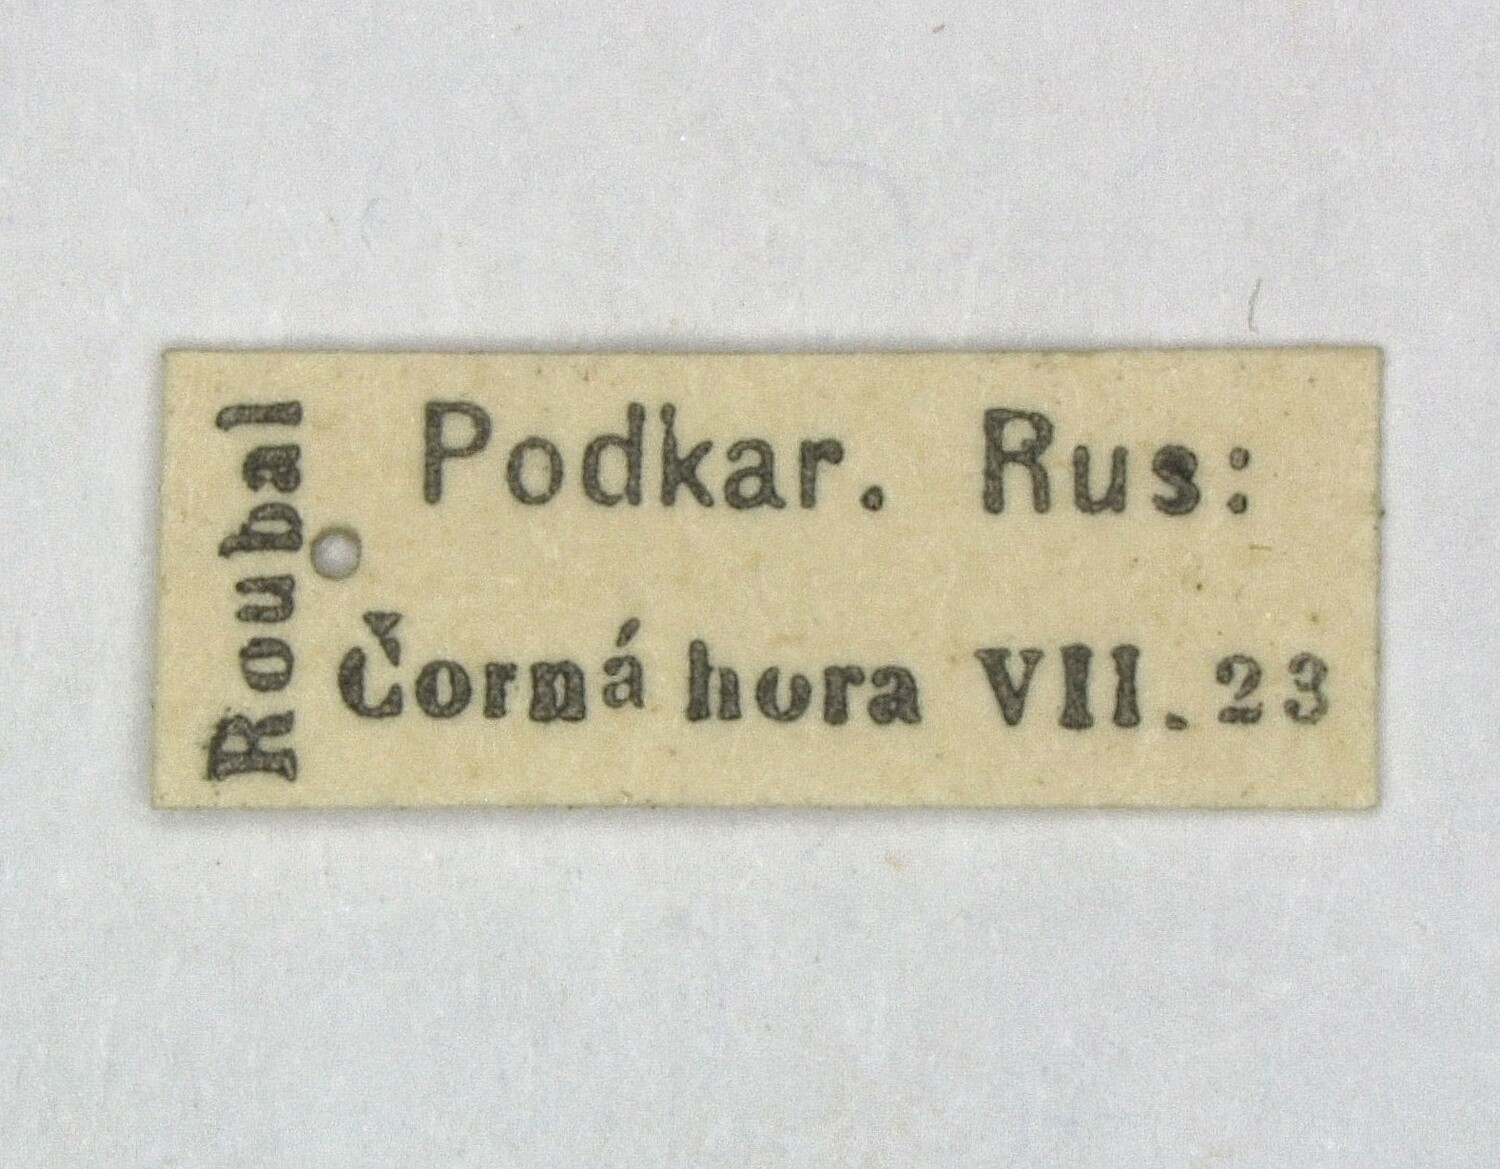 Roubal
Podkar. Rus:
Čorná hora VII. 23